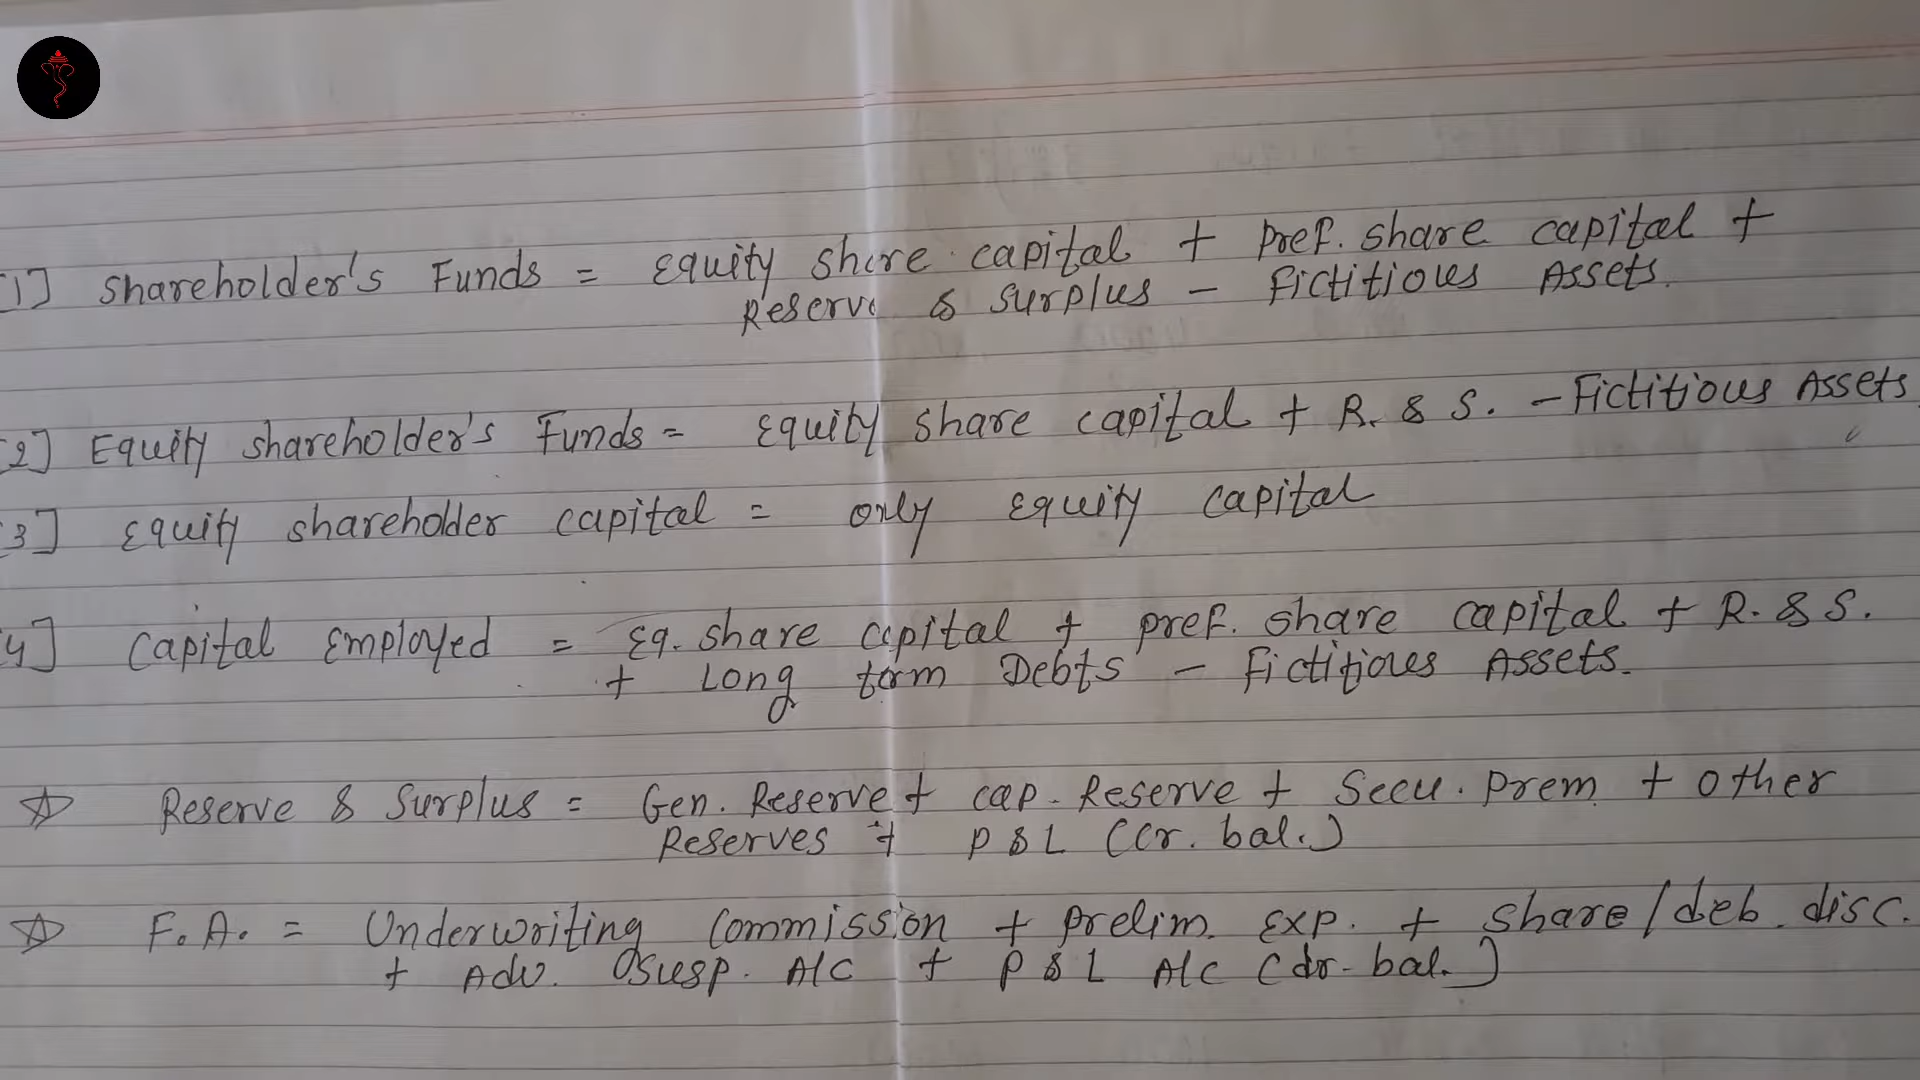 [1] Shareholder's Funds = Equity share capital + Pref. share capital +
Reserve & Surplus - Fictitious Assets.
[2] Equity shareholder's Funds = Equity share capital + R. & S. - Fictitious Assets
[3] Equity shareholder capital = only equity capital
[4] Capital Employed = Eq. share capital + pref. share capital + R. & S.
+ Long term Debts - Fictitious Assets.
☆ Reserve & Surplus = Gen. Reserve + cap. Reserve + Secu. Prem. + other
Reserves + P & L (Cr. bal.)
☆ F. A. = Underwriting Commission + Prelim. Exp. + Share/deb. disc.
+ Adv. Susp. A/C + P & L A/C (dr. bal.)